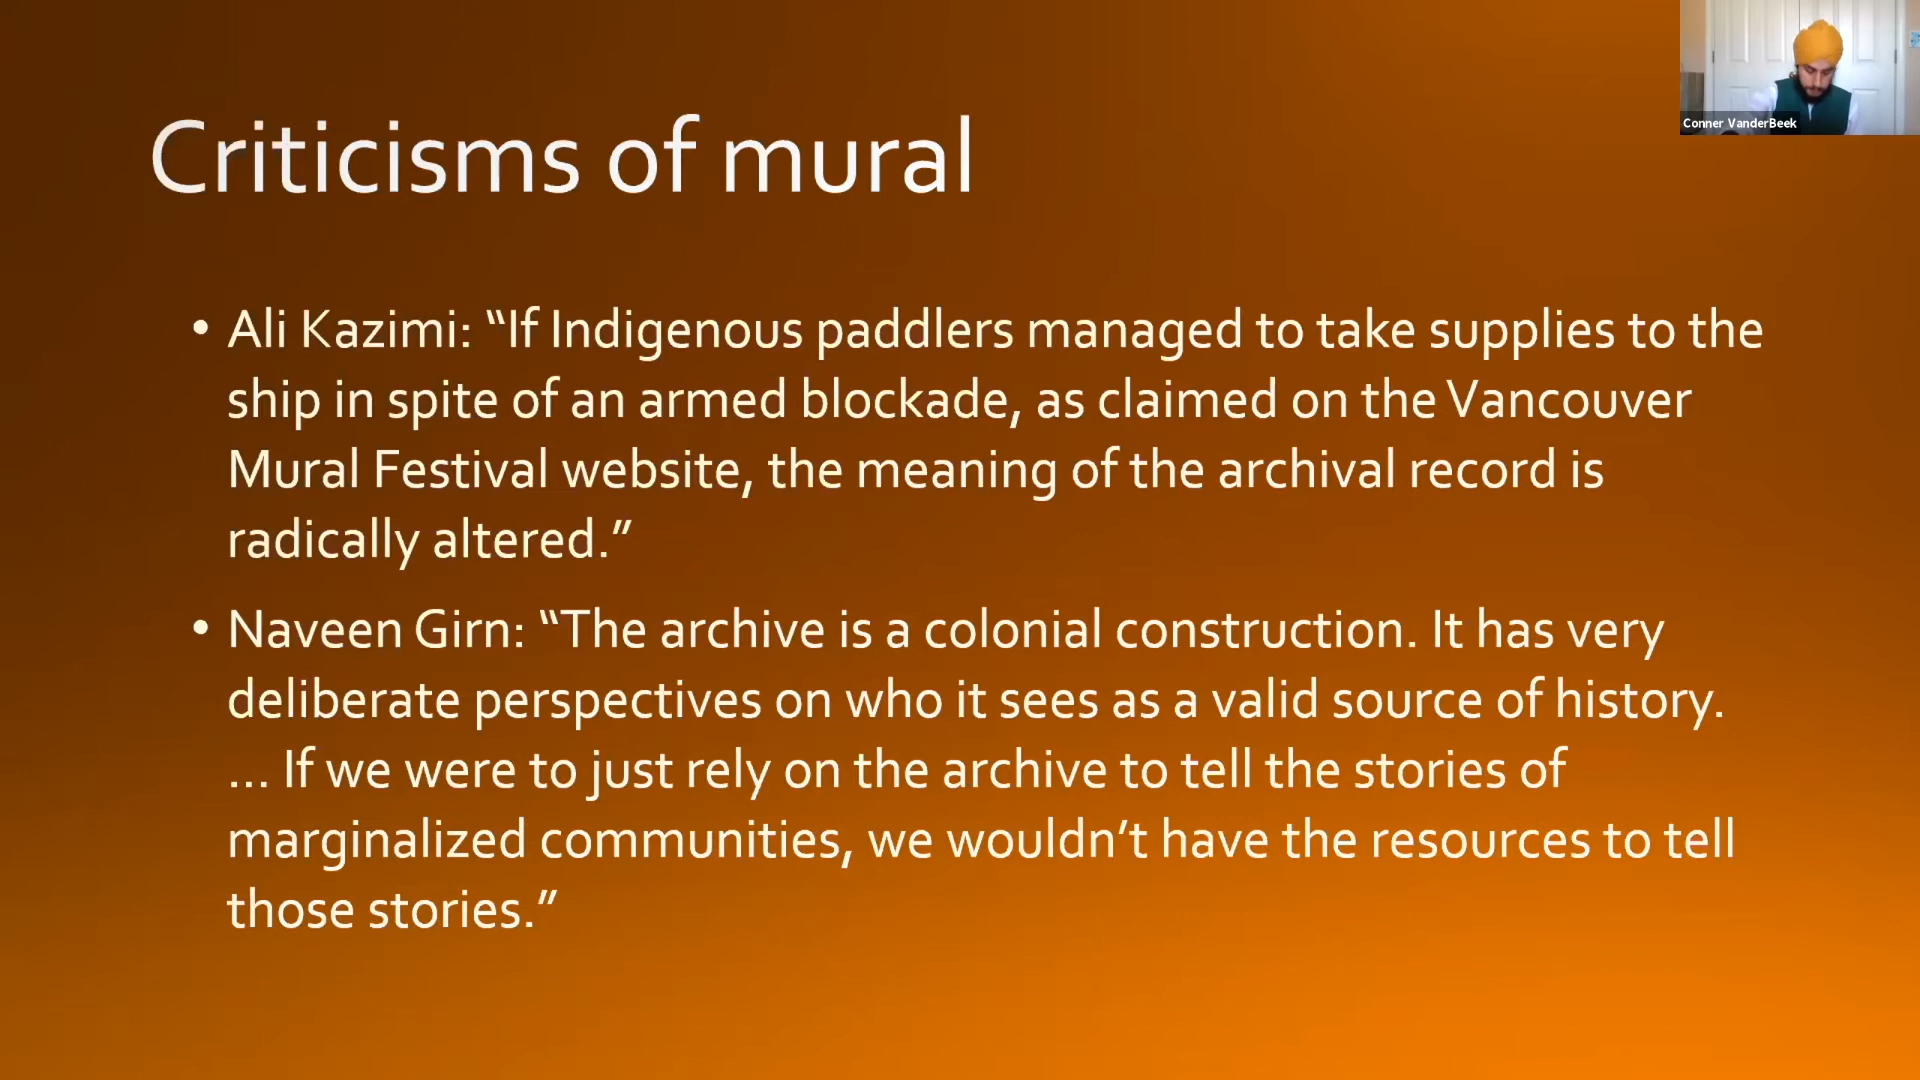 Criticisms of mural
Conner VanderBeek
• Ali Kazimi: “If Indigenous paddlers managed to take supplies to the
ship in spite of an armed blockade, as claimed on the Vancouver
Mural Festival website, the meaning of the archival record is
radically altered.”
• Naveen Girn: “The archive is a colonial construction. It has very
deliberate perspectives on who it sees as a valid source of history.
… If we were to just rely on the archive to tell the stories of
marginalized communities, we wouldn’t have the resources to tell
those stories.”